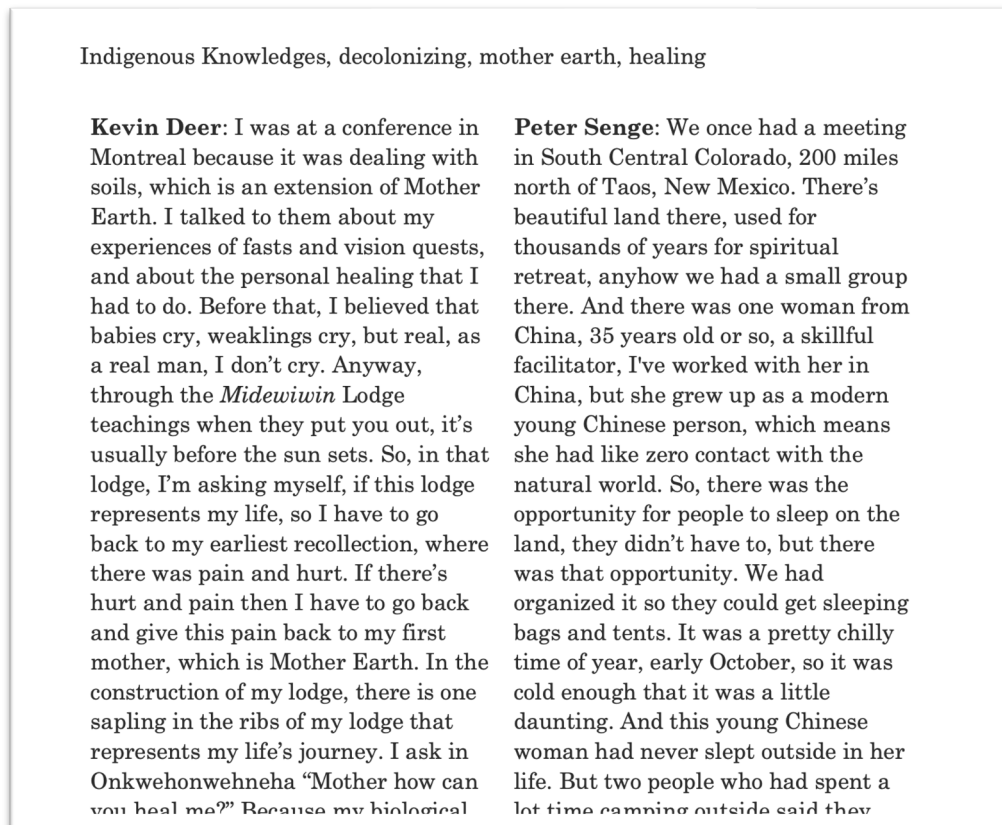 Indigenous Knowledges, decolonizing, mother earth, healing
Kevin Deer: I was at a conference in
Montreal because it was dealing with
soils, which is an extension of Mother
Earth. I talked to them about my
experiences of fasts and vision quests,
and about the personal healing that I
had to do. Before that, I believed that
babies cry, weaklings cry, but real, as
a real man, I don’t cry. Anyway,
through the Midewiwin Lodge
teachings when they put you out, it’s
usually before the sun sets. So, in that
lodge, I’m asking myself, if this lodge
represents my life, so I have to go
back to my earliest recollection, where
there was pain and hurt. If there’s
hurt and pain then I have to go back
and give this pain back to my first
mother, which is Mother Earth. In the
construction of my lodge, there is one
sapling in the ribs of my lodge that
represents my life’s journey. I ask in
Onkwehonwehneha “Mother how can
you heal me?” Because my biological
Peter Senge: We once had a meeting
in South Central Colorado, 200 miles
north of Taos, New Mexico. There’s
beautiful land there, used for
thousands of years for spiritual
retreat, anyhow we had a small group
there. And there was one woman from
China, 35 years old or so, a skillful
facilitator, I've worked with her in
China, but she grew up as a modern
young Chinese person, which means
she had like zero contact with the
natural world. So, there was the
opportunity for people to sleep on the
land, they didn’t have to, but there
was that opportunity. We had
organized it so they could get sleeping
bags and tents. It was a pretty chilly
time of year, early October, so it was
cold enough that it was a little
daunting. And this young Chinese
woman had never slept outside in her
life. But two people who had spent a
lot time camping outside said they